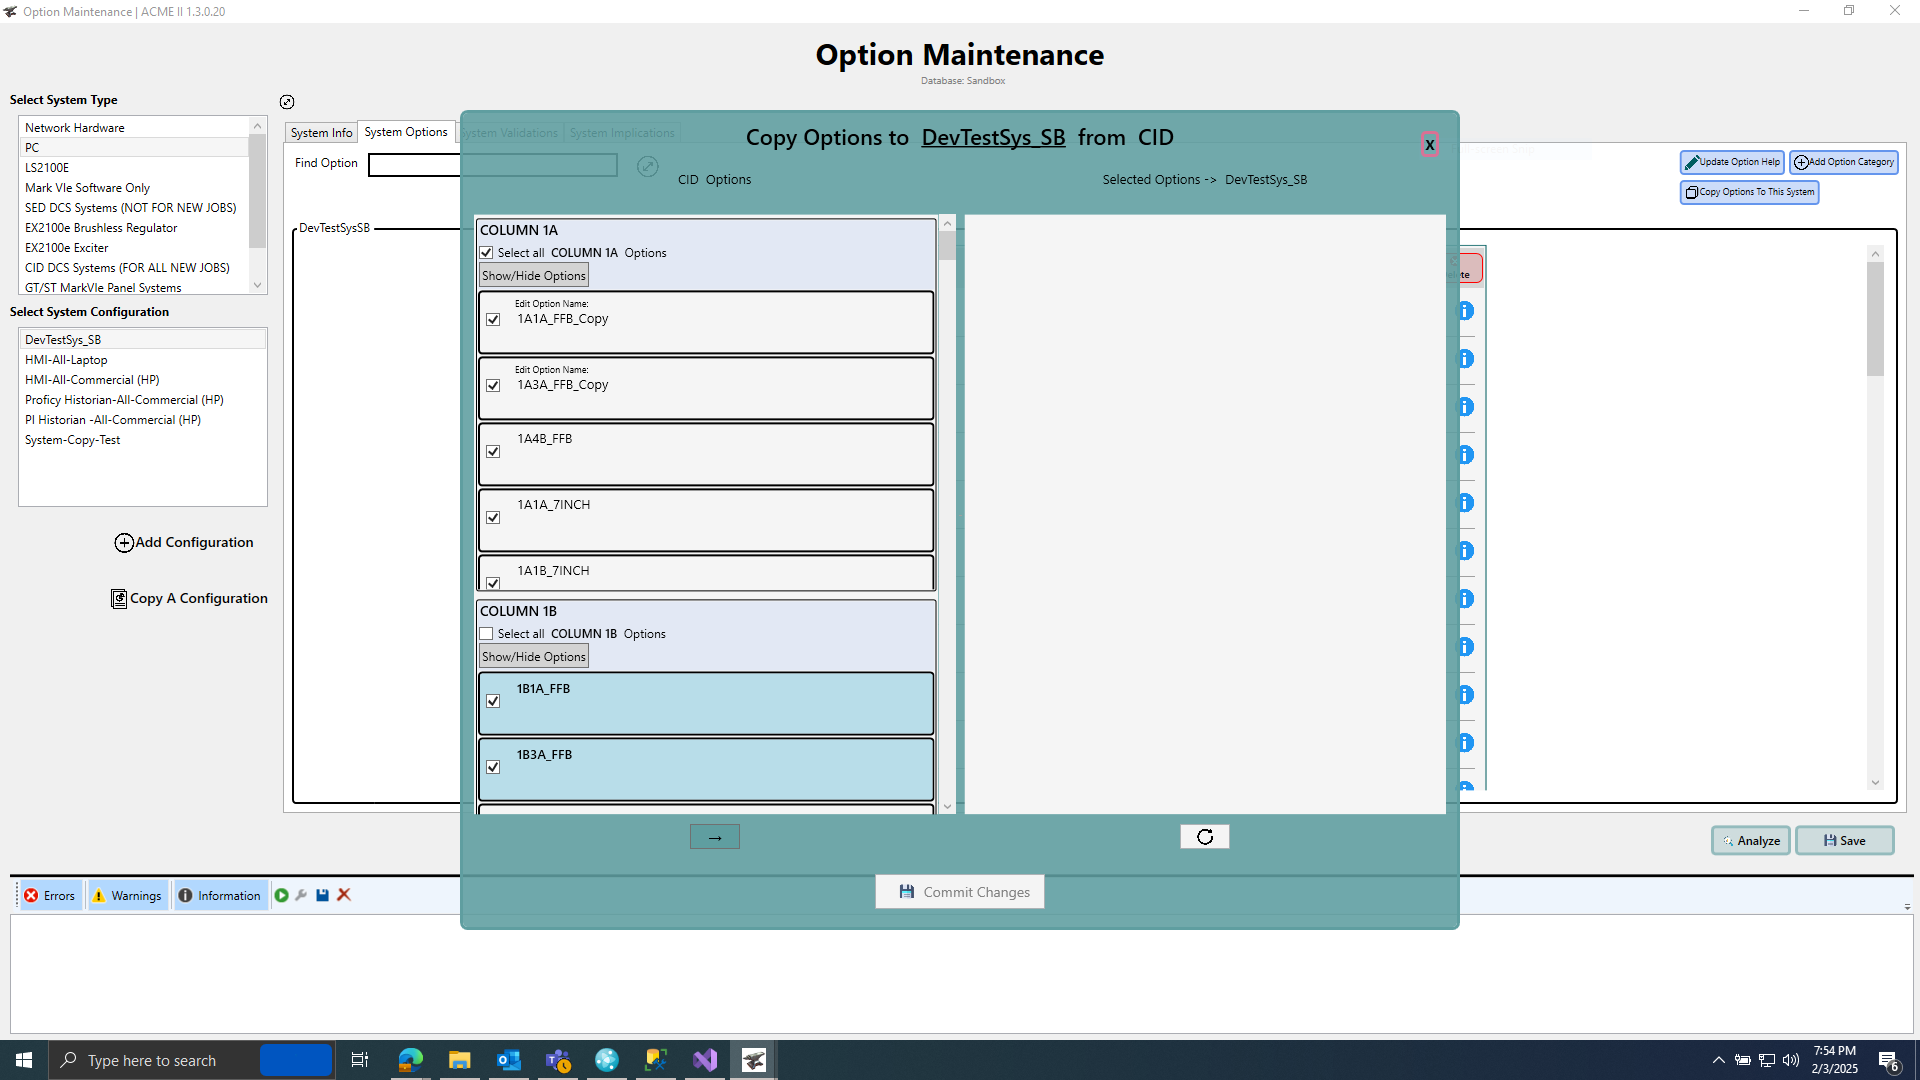 Option Maintenance | ACME II 1.3.0.20
Option Maintenance
Database: Sandbox
Select System Type
Network Hardware
PC
LS2100E
Mark VIe Software Only
SED DCS Systems (NOT FOR NEW JOBS)
EX2100e Brushless Regulator
EX2100e Exciter
CID DCS Systems (FOR ALL NEW JOBS)
GT/ST MarkVIe Panel Systems
Select System Configuration
DevTestSys_SB
HMI-All-Laptop
HMI-All-Commercial (HP)
Proficy Historian-All-Commercial (HP)
PI Historian -All-Commercial (HP)
System-Copy-Test
Add Configuration
Copy A Configuration
System Info
System Options
System Validations
System Implications
Find Option
DevTestSysSB
Update Option Help
Add Option Category
Copy Options To This System
Copy Options to DevTestSys_SB from CID
X
CID Options
Selected Options -> DevTestSys_SB
COLUMN 1A
Select all COLUMN 1A Options
Show/Hide Options
Edit Option Name:
1A1A_FFB_Copy
Edit Option Name:
1A3A_FFB_Copy
1A4B_FFB
1A1A_7INCH
1A1B_7INCH
COLUMN 1B
Select all COLUMN 1B Options
Show/Hide Options
1B1A_FFB
1B3A_FFB
→
Commit Changes
Analyze
Save
Errors
Warnings
Information
Type here to search
7:54 PM
2/3/2025
6